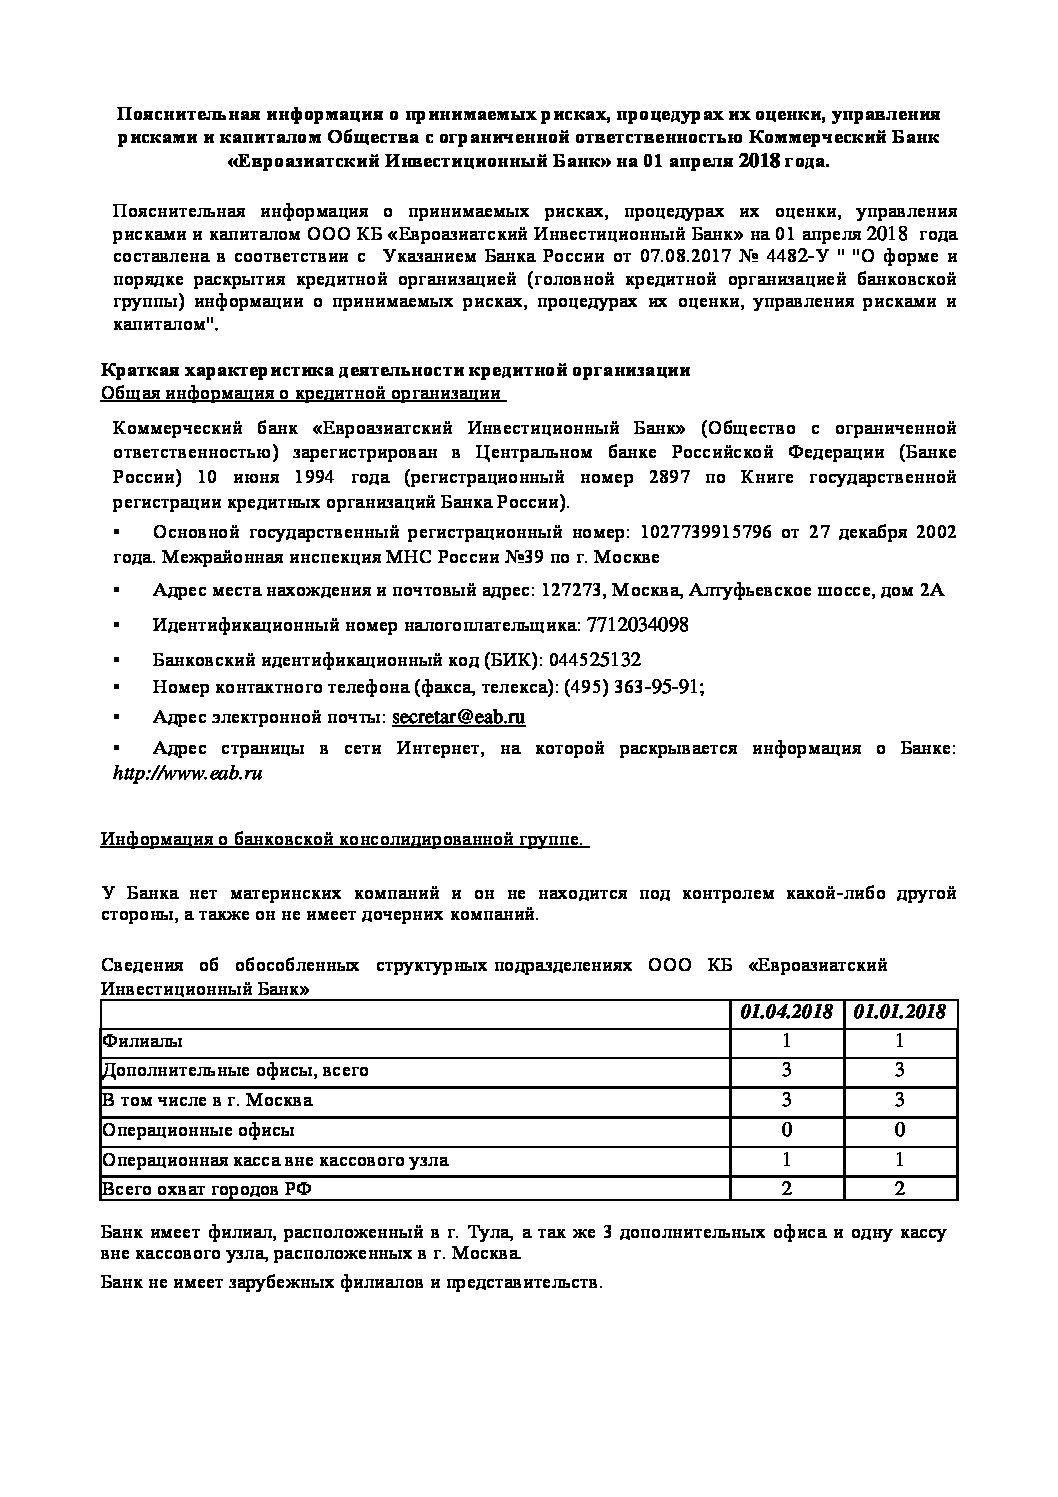 Пояснительная информация о принимаемых рисках, процедурах их оценки, управления
рисками и капиталом Общества с ограниченной ответственностью Коммерческий Банк
«Евроазиатский Инвестиционный Банк» на 01 апреля 2018 года.
Пояснительная информация о принимаемых рисках, процедурах их оценки, управления
рисками и капиталом ООО КБ «Евроазиатский Инвестиционный Банк» на 01 апреля 2018 года
составлена в соответствии с Указанием Банка России от 07.08.2017 № 4482-У " "О форме и
порядке раскрытия кредитной организацией (головной кредитной организацией банковской
группы) информации о принимаемых рисках, процедурах их оценки, управления рисками и
капиталом".
Краткая характеристика деятельности кредитной организации
Общая информация о кредитной организации
Коммерческий банк «Евроазиатский Инвестиционный Банк» (Общество с ограниченной
ответственностью) зарегистрирован в Центральном банке Российской Федерации (Банке
России) 10 июня 1994 года (регистрационный номер 2897 по Книге государственной
регистрации кредитных организаций Банка России).
▪ Основной государственный регистрационный номер: 1027739915796 от 27 декабря 2002
года. Межрайонная инспекция МНС России №39 по г. Москве
▪ Адрес места нахождения и почтовый адрес: 127273, Москва, Алтуфьевское шоссе, дом 2А
▪ Идентификационный номер налогоплательщика: 7712034098
▪ Банковский идентификационный код (БИК): 044525132
▪ Номер контактного телефона (факса, телекса): (495) 363-95-91;
▪ Адрес электронной почты: secretar@eab.ru
▪ Адрес страницы в сети Интернет, на которой раскрывается информация о Банке:
http://www.eab.ru
Информация о банковской консолидированной группе.
У Банка нет материнских компаний и он не находится под контролем какой-либо другой
стороны, а также он не имеет дочерних компаний.
Сведения об обособленных структурных подразделениях ООО КБ «Евроазиатский
Инвестиционный Банк»
01.04.2018 01.01.2018
Филиалы 1 1
Дополнительные офисы, всего 3 3
В том числе в г. Москва 3 3
Операционные офисы 0 0
Операционная касса вне кассового узла 1 1
Всего охват городов РФ 2 2
Банк имеет филиал, расположенный в г. Тула, а так же 3 дополнительных офиса и одну кассу
вне кассового узла, расположенных в г. Москва.
Банк не имеет зарубежных филиалов и представительств.